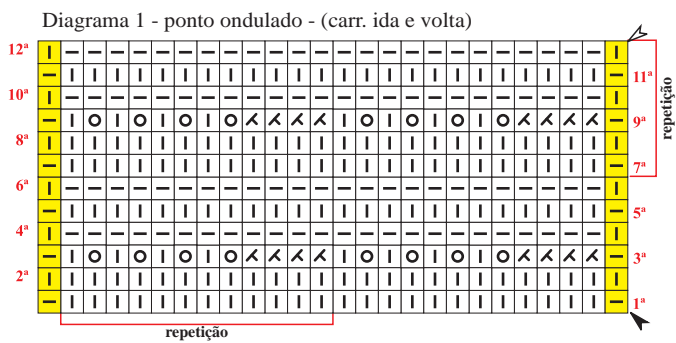 Diagrama 1 - ponto ondulado - (carr. ida e volta)
12ª
11ª
10ª
9ª
8ª
7ª
6ª
5ª
4ª
3ª
2ª
1ª
repetição
repetição